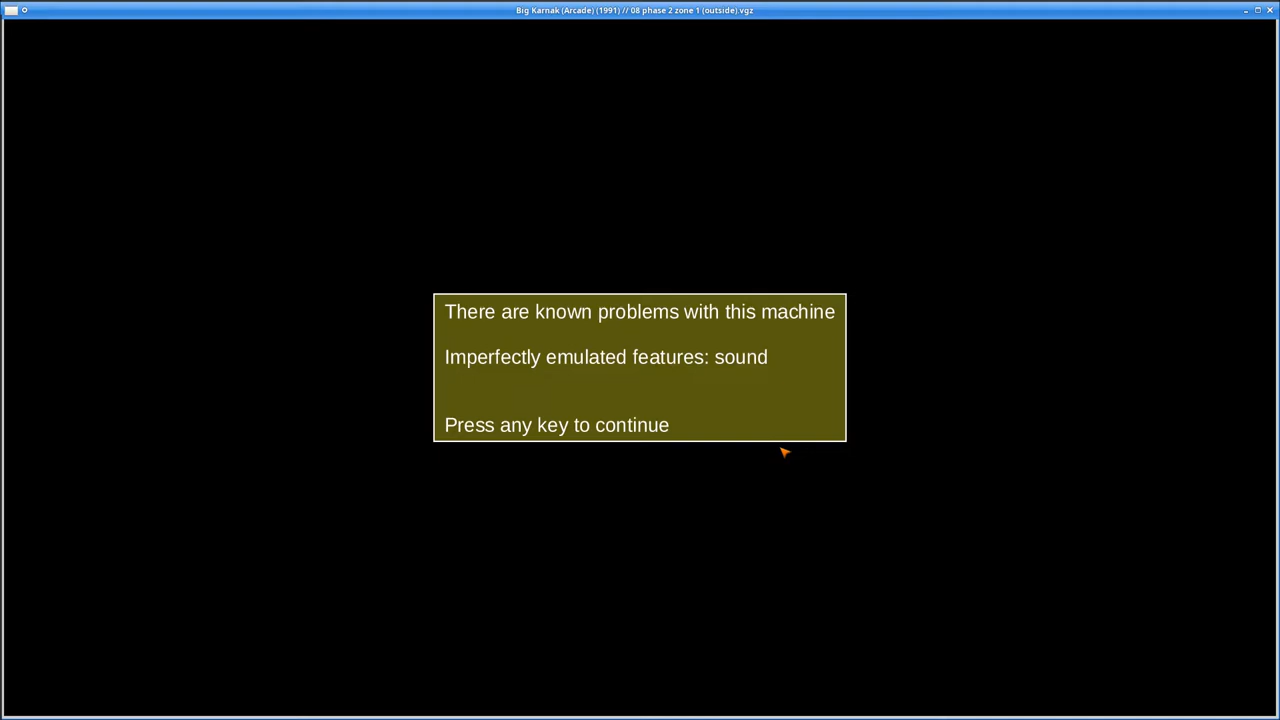 Big Karnak (Arcade) (1991) // 08 phase 2 zone 1 (outside).vgz
There are known problems with this machine
Imperfectly emulated features: sound
Press any key to continue